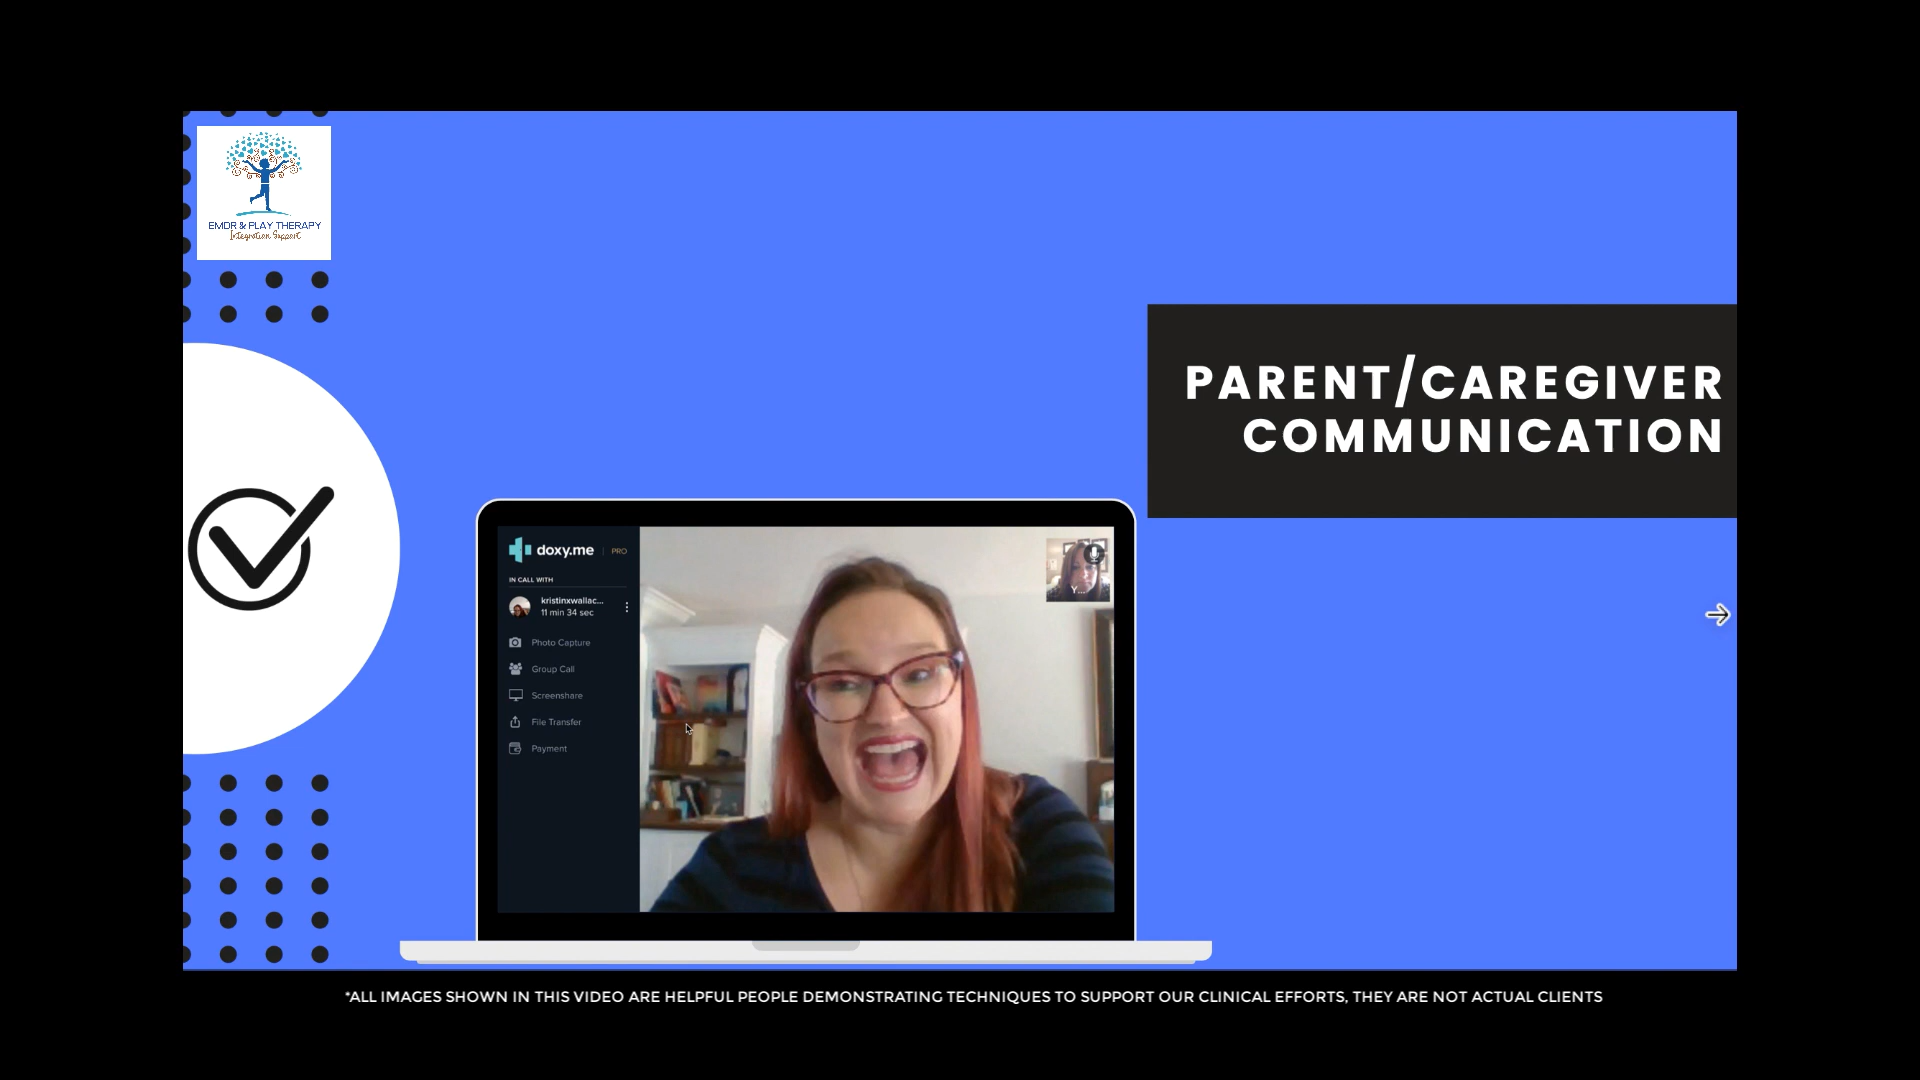 EMDR & PLAY THERAPY
Integration Support
PARENT/CAREGIVER
COMMUNICATION
doxy.me | PRO
IN CALL WITH
kristinxwallac...
11 min 34 sec
Photo Capture
Group Call
Screenshare
File Transfer
Payment
Y...
*ALL IMAGES SHOWN IN THIS VIDEO ARE HELPFUL PEOPLE DEMONSTRATING TECHNIQUES TO SUPPORT OUR CLINICAL EFFORTS, THEY ARE NOT ACTUAL CLIENTS